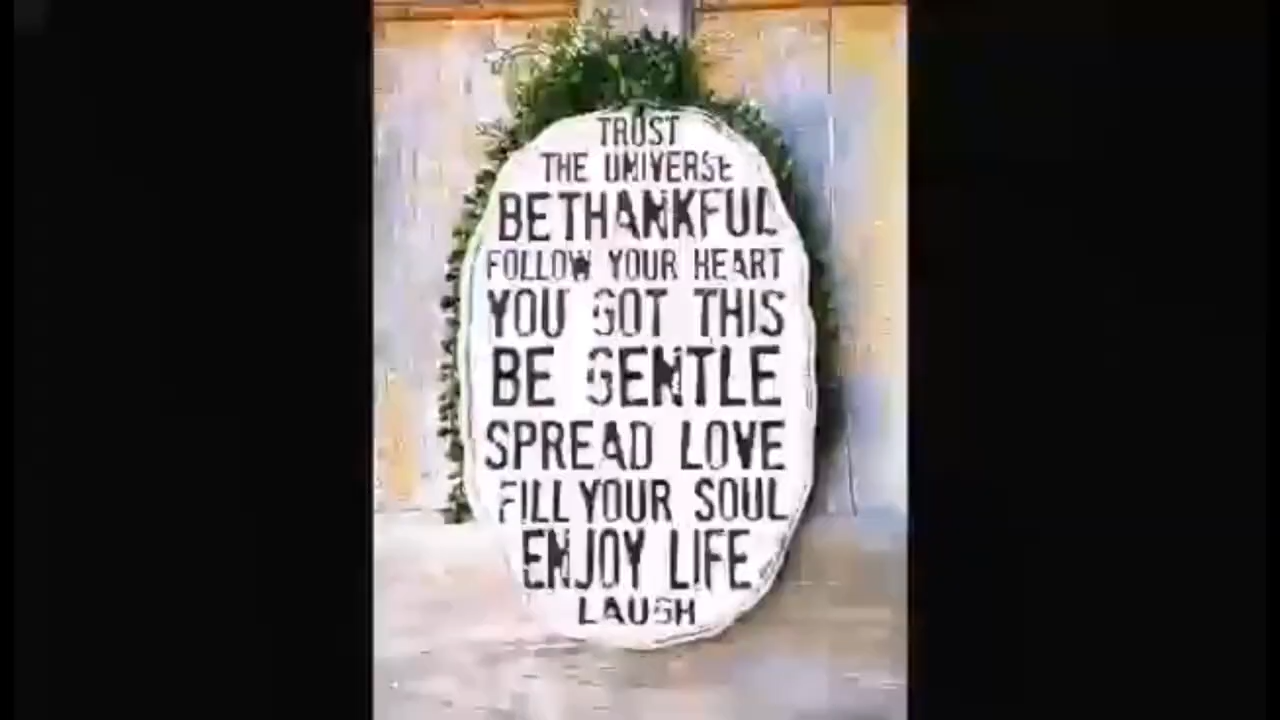 TRUST
THE UNIVERSE
BE THANKFUL
FOLLOW YOUR HEART
YOU GOT THIS
BE GENTLE
SPREAD LOVE
FILL YOUR SOUL
ENJOY LIFE
LAUGH